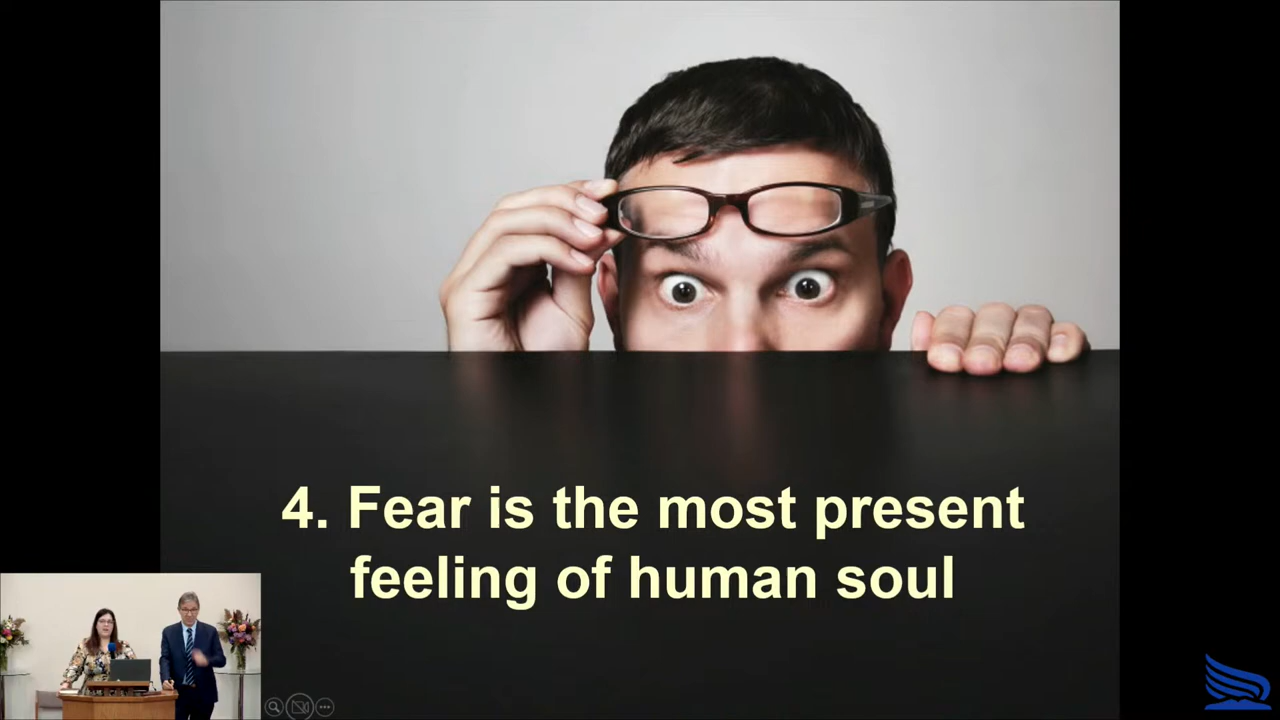 4. Fear is the most present
feeling of human soul